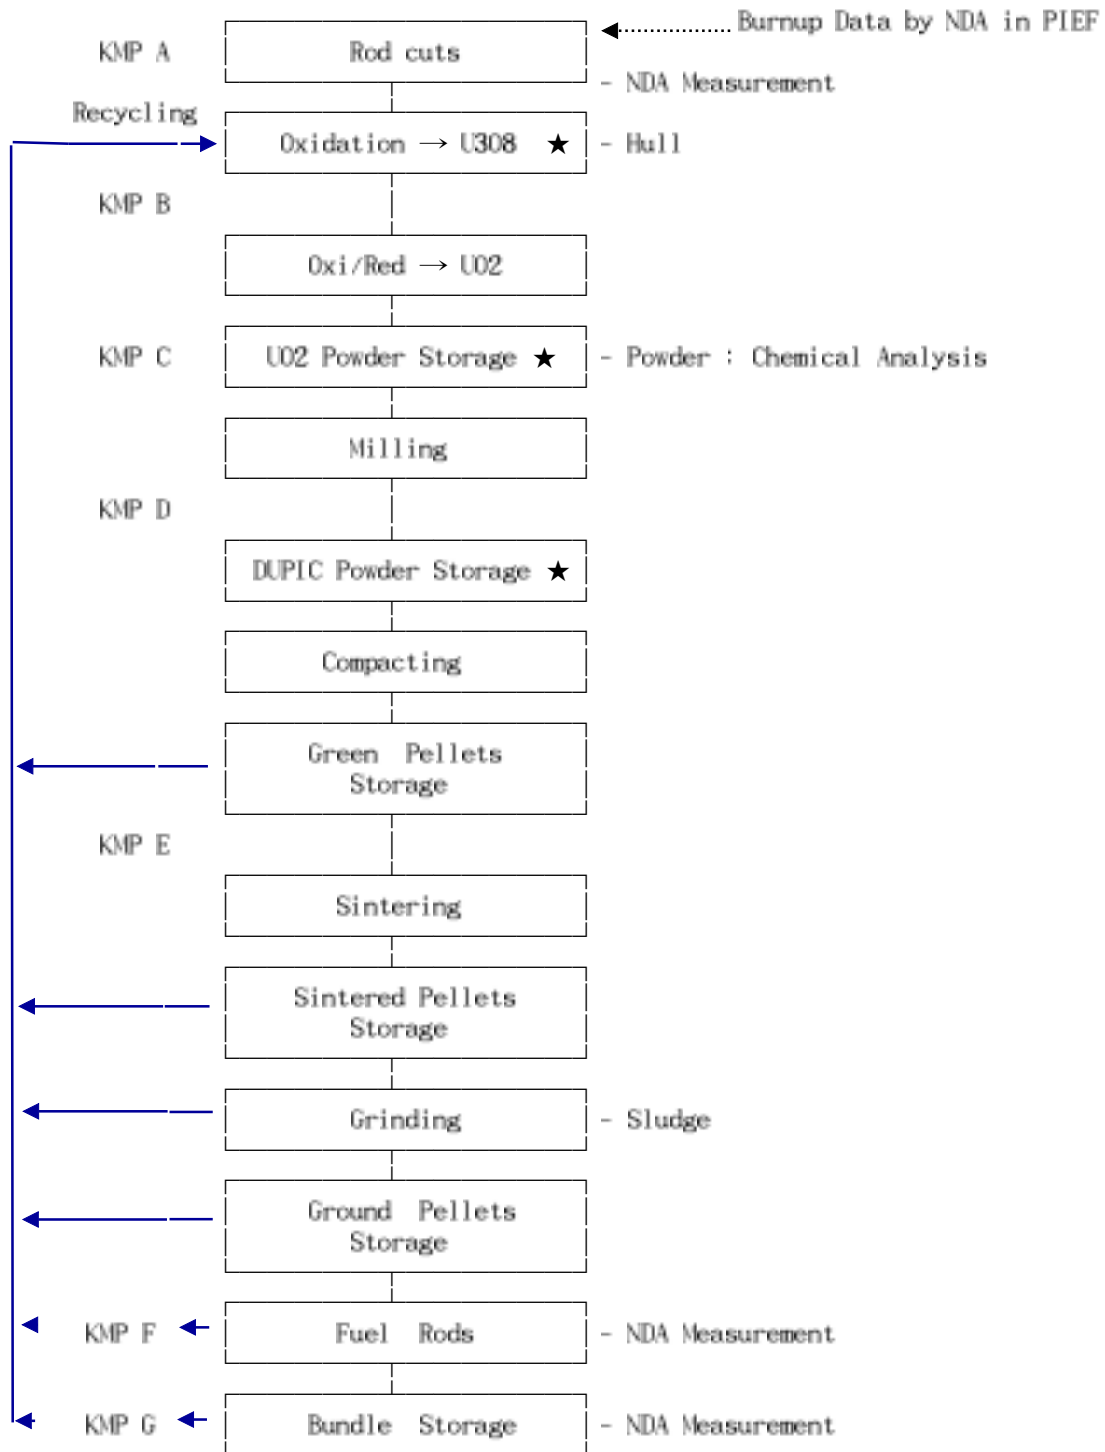 Burnup Data by NDA in PIEF
KMP A
Rod cuts
- NDA Measurement
Recycling
Oxidation → U3O8 ★
- Hull
KMP B
Oxi/Red → UO2
KMP C
UO2 Powder Storage ★
- Powder : Chemical Analysis
Milling
KMP D
DUPIC Powder Storage ★
Compacting
Green Pellets
Storage
KMP E
Sintering
Sintered Pellets
Storage
Grinding
- Sludge
Ground Pellets
Storage
KMP F
Fuel Rods
- NDA Measurement
KMP G
Bundle Storage
- NDA Measurement